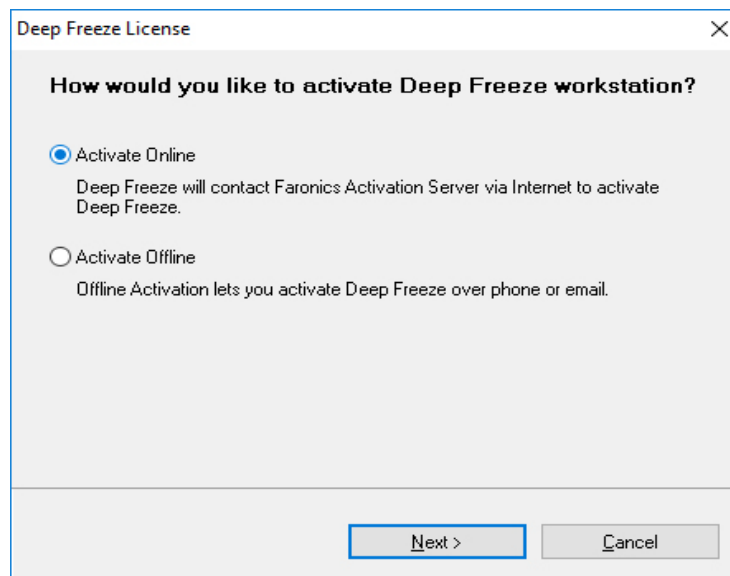 Deep Freeze License
How would you like to activate Deep Freeze workstation?
Activate Online
Deep Freeze will contact Faronics Activation Server via Internet to activate
Deep Freeze.
Activate Offline
Offline Activation lets you activate Deep Freeze over phone or email.
Next >
Cancel